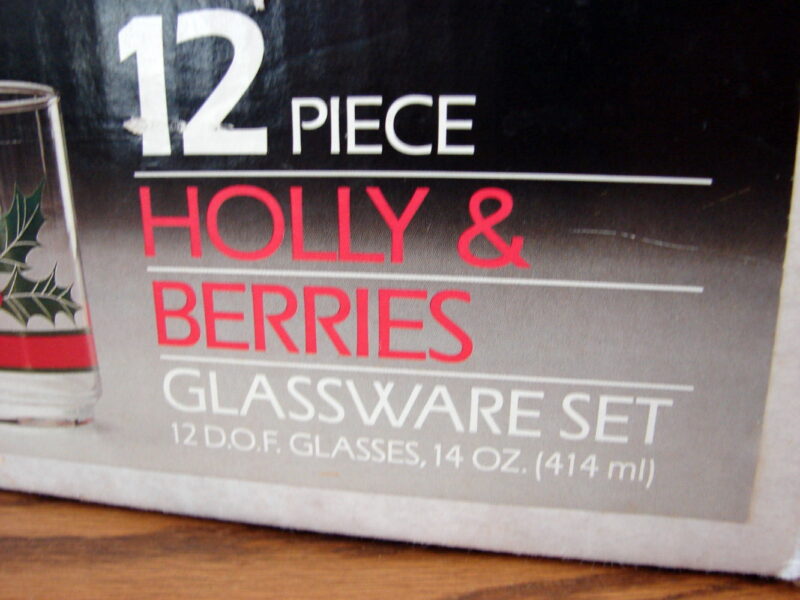 12 PIECE
HOLLY &
BERRIES
GLASSWARE SET
12 D.O.F. GLASSES, 14 OZ. (414 ml)